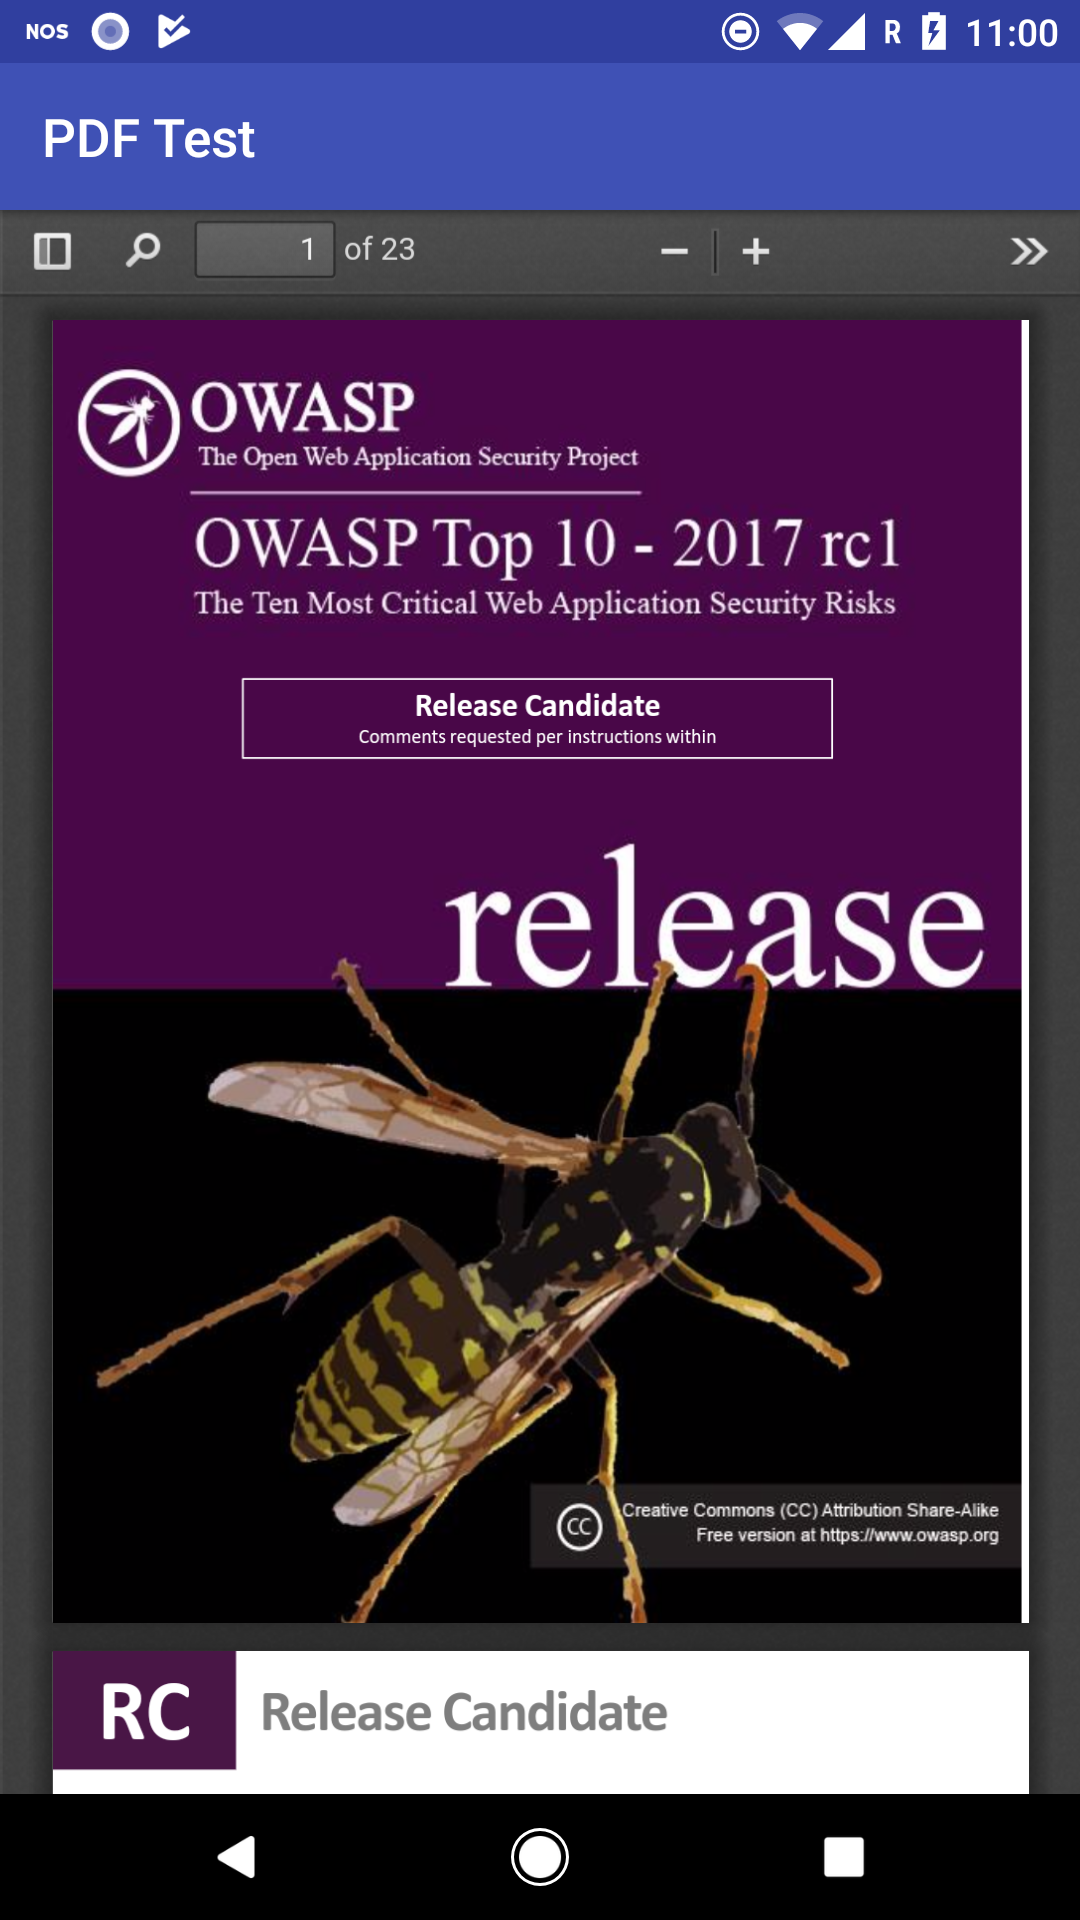 NOS
R
11:00
PDF Test
1 of 23
OWASP
The Open Web Application Security Project
OWASP Top 10 - 2017 rc1
The Ten Most Critical Web Application Security Risks
Release Candidate
Comments requested per instructions within
release
CC
Creative Commons (CC) Attribution Share-Alike
Free version at https://www.owasp.org
RC
Release Candidate